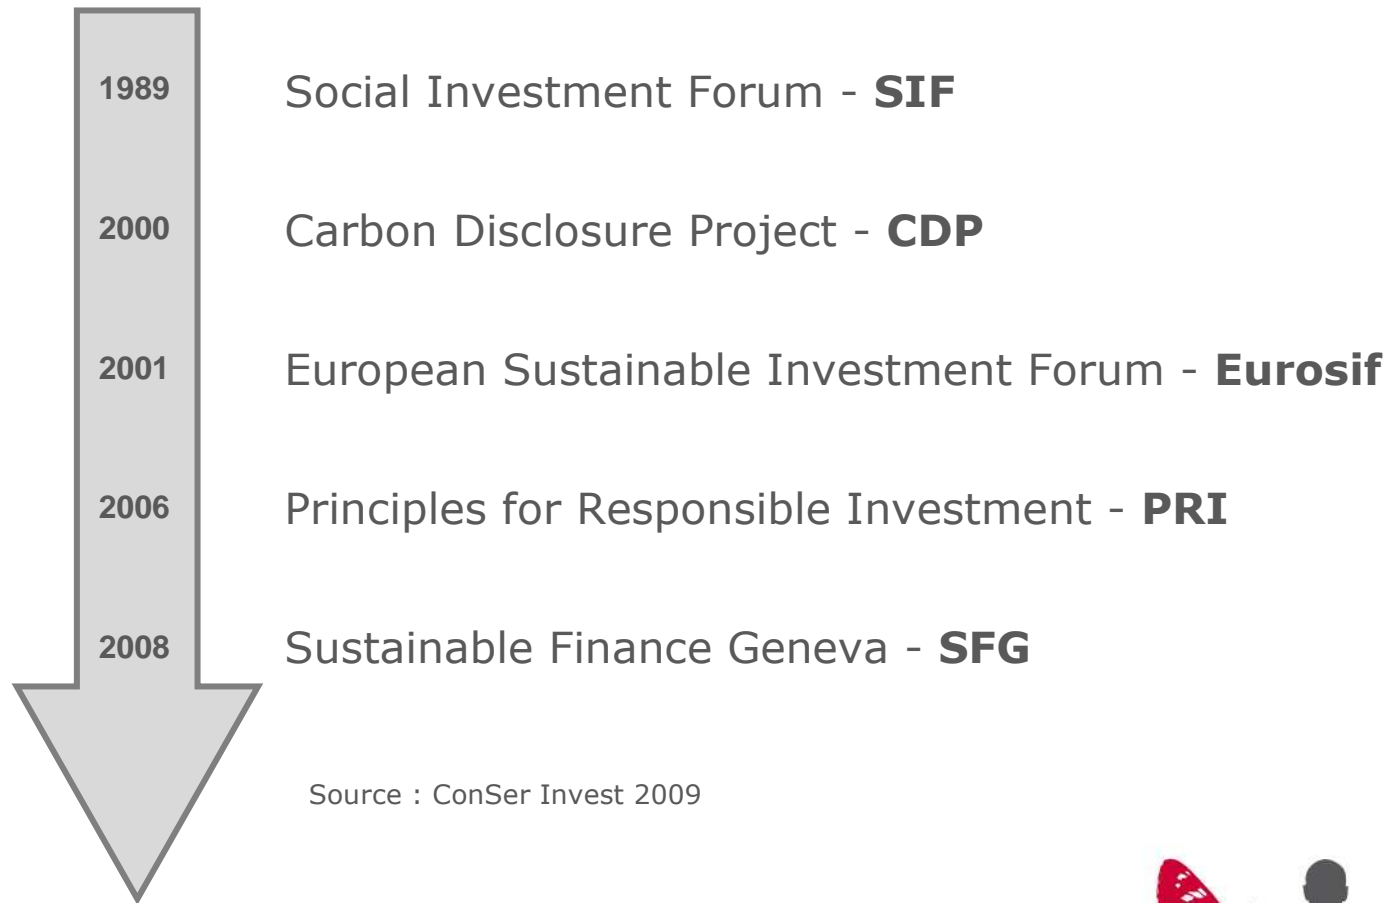 1989 Social Investment Forum - SIF
2000 Carbon Disclosure Project - CDP
2001 European Sustainable Investment Forum - Eurosif
2006 Principles for Responsible Investment - PRI
2008 Sustainable Finance Geneva - SFG
Source : ConSer Invest 2009